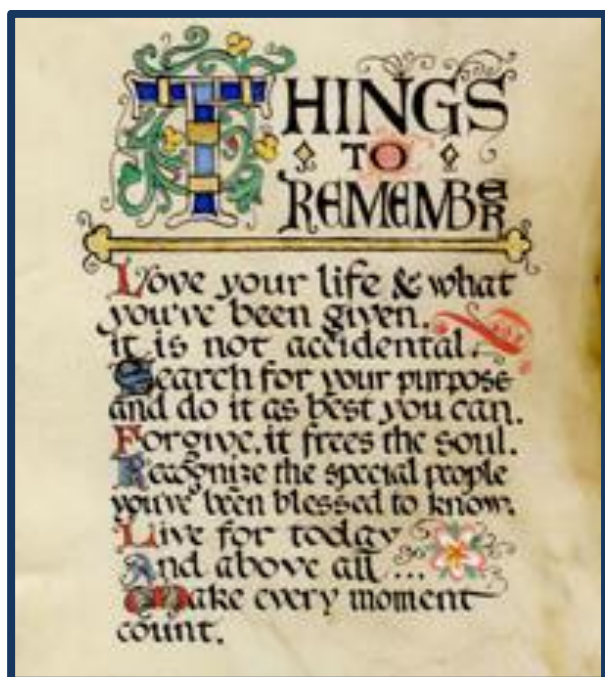 THINGS
TO
REMEMBER
Love your life & what
you've been given.
it is not accidental.
Search for your purpose
and do it as best you can.
Forgive. it frees the soul.
Recognize the special people
you've been blessed to know.
Live for today
And above all ...
Make every moment
count.